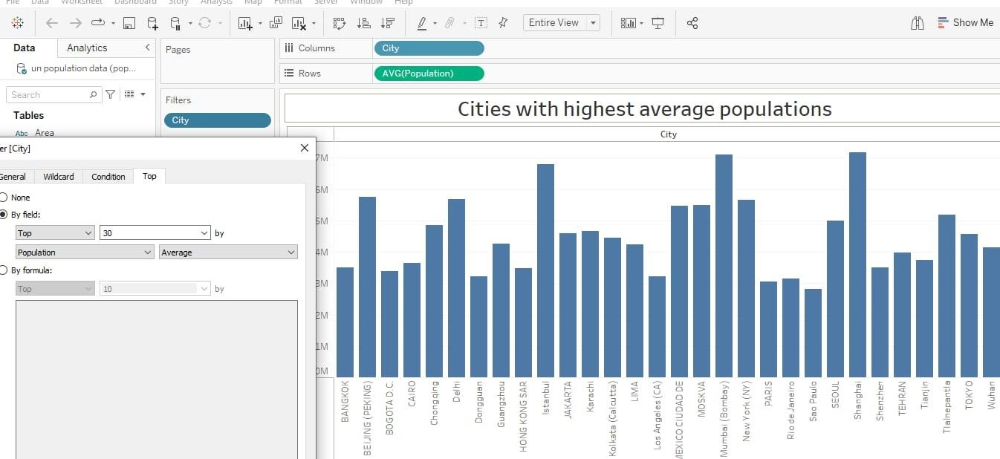 File Data Worksheet Dashboard Story Analysis Map Format Server Window Help
Entire View
Show Me
Data Analytics
un population data (pop...
Search
Tables
Abc Area
Pages
Filters
City
Columns City
Rows AVG(Population)
Cities with highest average populations
City
7M
6M
5M
4M
3M
2M
1M
0M
BANGKOK
BEIJING (PEKING)
BOGOTA D.C.
CAIRO
Chongqing
Delhi
Dongguan
Guangzhou
HONG KONG SAR
Istanbul
JAKARTA
Karachi
Kolkata (Calcutta)
LIMA
Los Angeles (CA)
MEXICO CIUDAD DE
MOSKVA
Mumbai (Bombay)
New York (NY)
PARIS
Rio de Janeiro
Sao Paulo
SEOUL
Shanghai
Shenzhen
TEHRAN
Tianjin
Tlalnepantla
TOKYO
Wuhan
er [City]
General Wildcard Condition Top
None
By field:
Top 30 by
Population Average
By formula:
Top 10 by